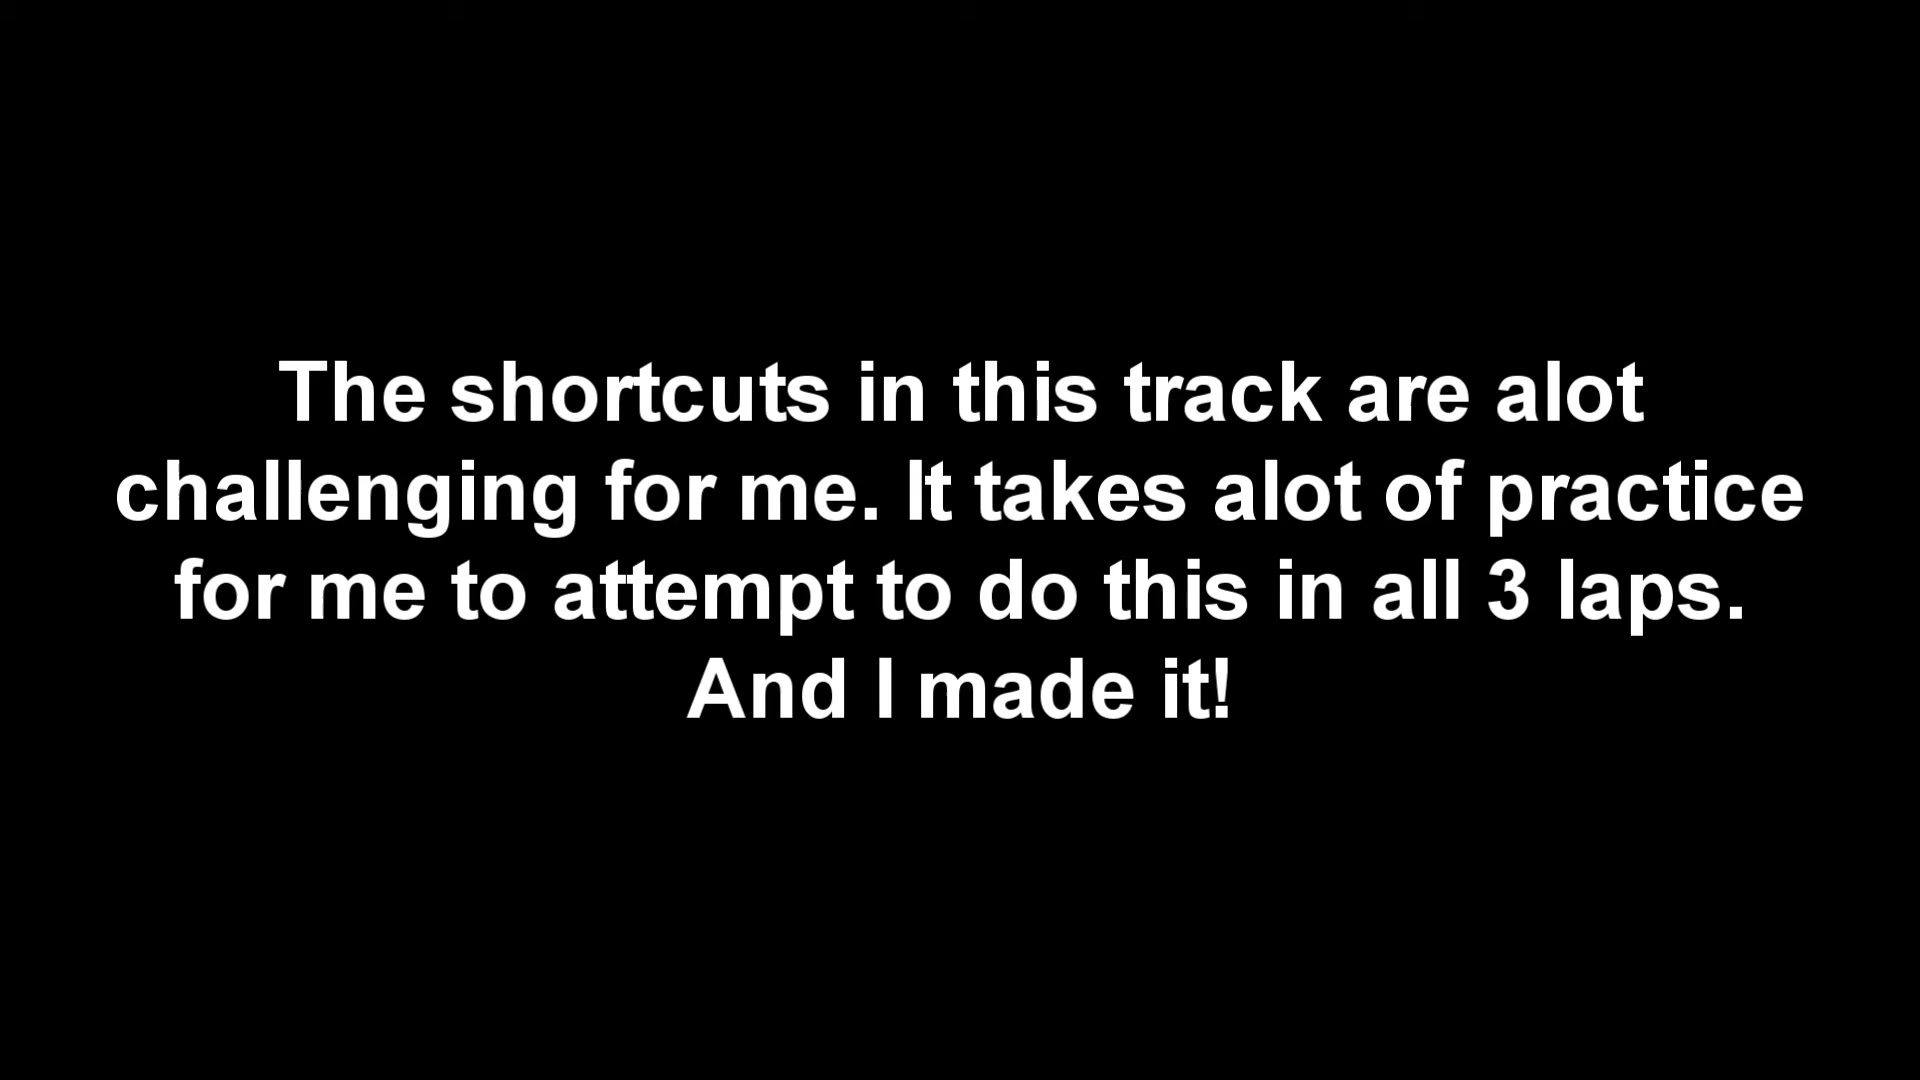 The shortcuts in this track are alot
challenging for me. It takes alot of practice
for me to attempt to do this in all 3 laps.
And I made it!